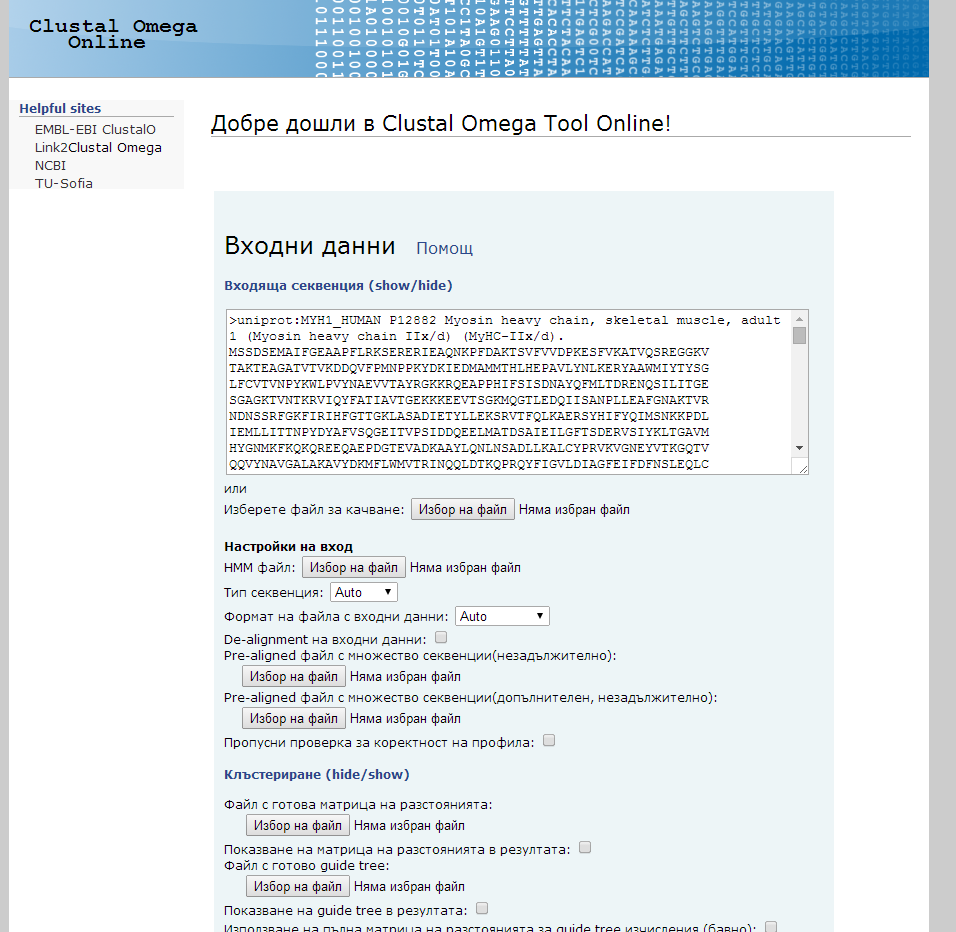 Clustal Omega
Online
Helpful sites
EMBL-EBI ClustalO
Link2Clustal Omega
NCBI
TU-Sofia
Добре дошли в Clustal Omega Tool Online!
Входни данни Помощ
Входяща секвенция (show/hide)
>uniprot:MYH1_HUMAN P12882 Myosin heavy chain, skeletal muscle, adult
1 (Myosin heavy chain IIx/d) (MyHC-IIx/d).
MSSDSEMAIFGEAAPFLRKSERERIEAQNKPFDAKTSVFVVDPKESFVKATVQSREGGKV
TAKTEAGATVTVKDDQVFPMNPPKYDKIEDMAMMTHLHEPAVLYNLKERYAAWMIYTYSG
LFCVTVNPYKWLPVYNAEVVTAYRGKKRQEAPPHIFSISDNAYQFMLTDRENQSILITGE
SGAGKTVNTKRVIQYFATIAVTGEKKKEEVTSGKMQGTLEDQIISANPLLEAFGNAKTVR
NDNSSRFGKFIRIHFGTTGKLASADIETYLLEKSRVTFQLKAERSYHIFYQIMSNKKPDL
IEMLLITTNPYDYAFVSQGEITVPSIDDQEELMATDSAIEILGFTSDERVSIYKLTGAVM
HYGNMKFKQKQREEQAEPDGTEVADKAAYLQNLNSADLLKALCYPRVKVGNEYVTKGQTV
QQVYNAVGALAKAVYDKMFLWMVTRINQQLDTKQPRQYFIGVLDIAGFEIFDFNSLEQLC
или
Изберете файл за качване: Избор на файл Няма избран файл
Настройки на вход
HMM файл: Избор на файл Няма избран файл
Тип секвенция: Auto
Формат на файла с входни данни: Auto
De-alignment на входни данни:
Pre-aligned файл с множество секвенции(незадължително):
Избор на файл Няма избран файл
Pre-aligned файл с множество секвенции(допълнителен, незадължително):
Избор на файл Няма избран файл
Пропусни проверка за коректност на профила:
Клъстериране (hide/show)
Файл с готова матрица на разстоянията:
Избор на файл Няма избран файл
Показване на матрица на разстоянията в резултата:
Файл с готово guide tree:
Избор на файл Няма избран файл
Показване на guide tree в резултата:
Използване на пълна матрица на разстоянията за guide tree изчисления (бавно):